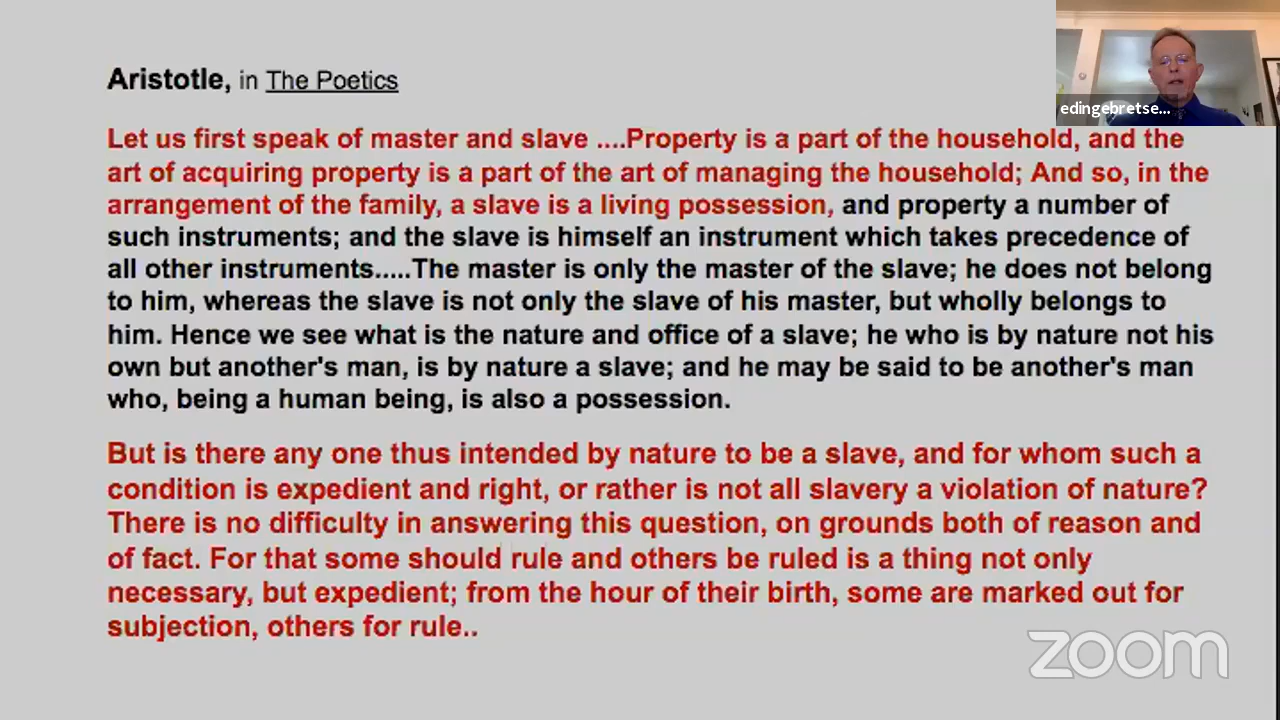 Aristotle, in The Poetics
edingebretse...
Let us first speak of master and slave ....Property is a part of the household, and the
art of acquiring property is a part of the art of managing the household; And so, in the
arrangement of the family, a slave is a living possession, and property a number of
such instruments; and the slave is himself an instrument which takes precedence of
all other instruments.....The master is only the master of the slave; he does not belong
to him, whereas the slave is not only the slave of his master, but wholly belongs to
him. Hence we see what is the nature and office of a slave; he who is by nature not his
own but another's man, is by nature a slave; and he may be said to be another's man
who, being a human being, is also a possession.
But is there any one thus intended by nature to be a slave, and for whom such a
condition is expedient and right, or rather is not all slavery a violation of nature?
There is no difficulty in answering this question, on grounds both of reason and
of fact. For that some should rule and others be ruled is a thing not only
necessary, but expedient; from the hour of their birth, some are marked out for
subjection, others for rule..
zoom